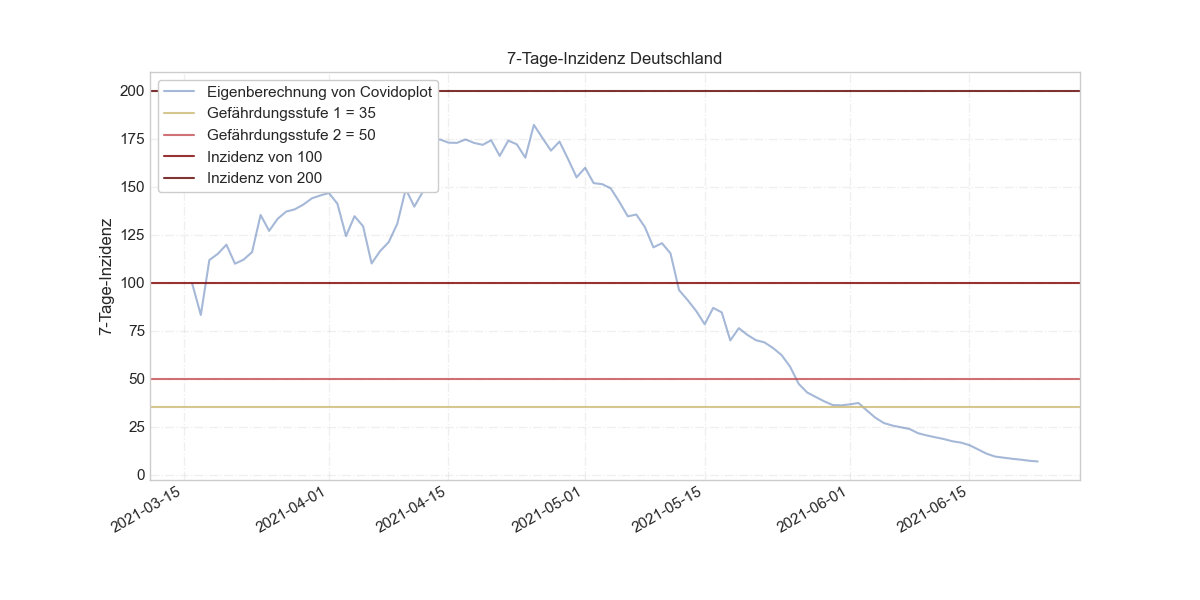 7-Tage-Inzidenz Deutschland
Eigenberechnung von Covidoplot
Gefährdungsstufe 1 = 35
Gefährdungsstufe 2 = 50
Inzidenz von 100
Inzidenz von 200
7-Tage-Inzidenz
200
175
150
125
100
75
50
25
0
2021-03-15
2021-04-01
2021-04-15
2021-05-01
2021-05-15
2021-06-01
2021-06-15